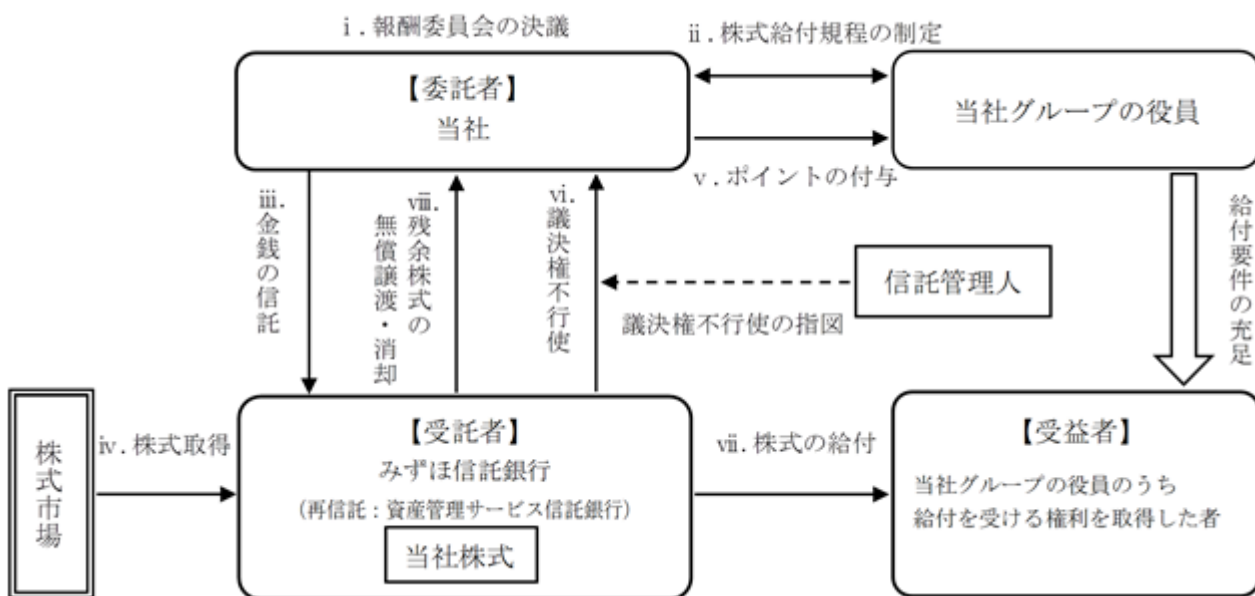 ⅰ.報酬委員会の決議
ⅱ.株式給付規程の制定
【委託者】
当社
当社グループの役員
ⅴ.ポイントの付与
ⅲ.金銭の信託
ⅷ.残余株式の
無償譲渡・消却
ⅵ.議決権不行使
信託管理人
議決権不行使の指図
給付要件の充足
株式市場
ⅳ.株式取得
【受託者】
みずほ信託銀行
(再信託:資産管理サービス信託銀行)
当社株式
ⅶ.株式の給付
【受益者】
当社グループの役員のうち
給付を受ける権利を取得した者